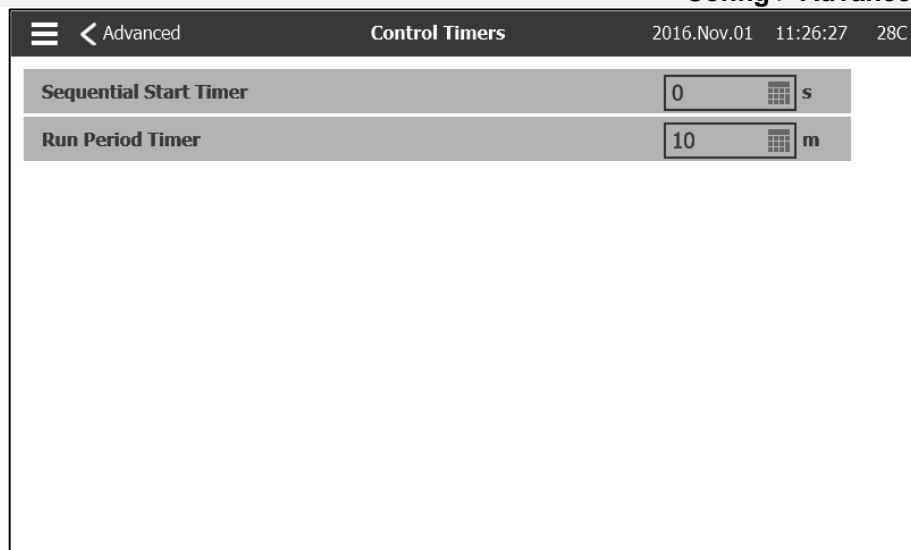 Advanced Control Timers 2016.Nov.01 11:26:27 28C
Sequential Start Timer 0 s
Run Period Timer 10 m